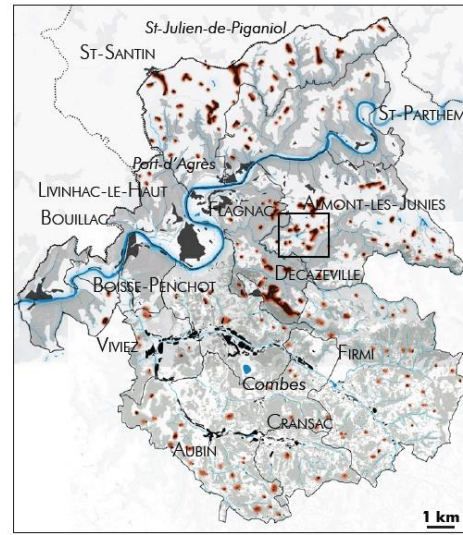 St-Julien-de-Piganiol
St-Santin
St-Parthem
Port-d'Agrès
Livinhac-le-Haut
Flagnac
Almont-les-Junies
Bouillac
Decazeville
Boisse-Penchot
Viviez
Firmi
Combes
Cransac
Aubin
1 km